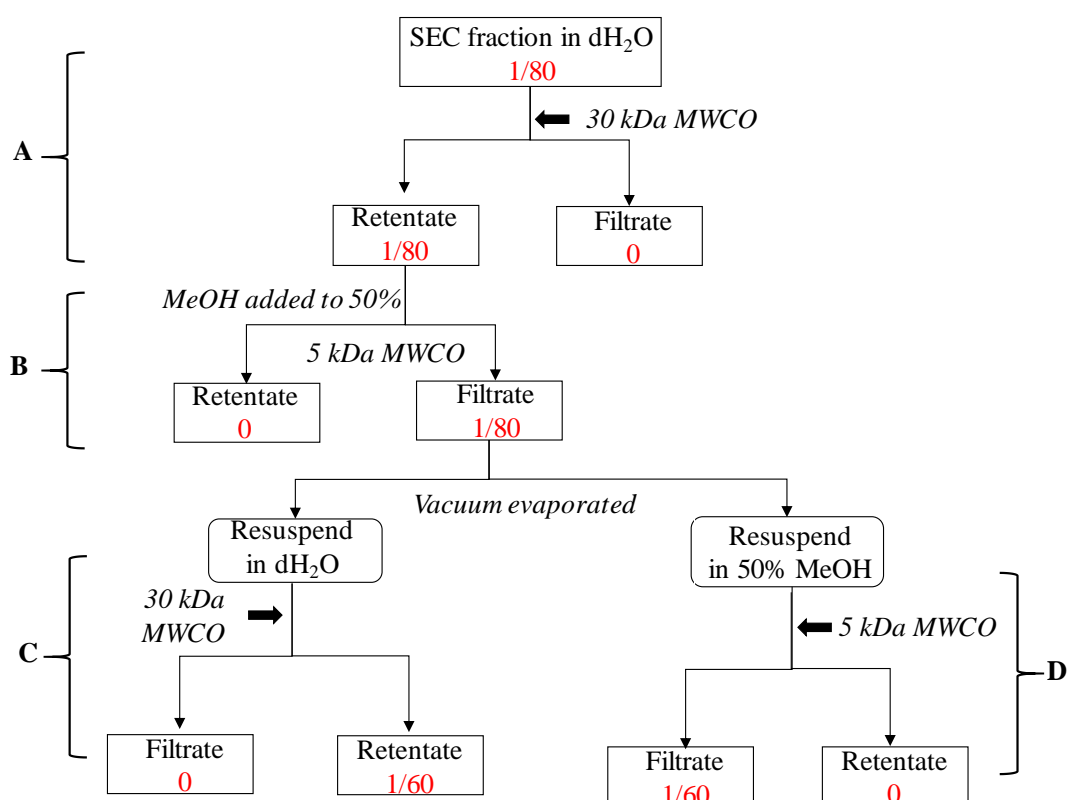 SEC fraction in dH₂O
1/80
30 kDa MWCO
A
Retentate
1/80
Filtrate
0
MeOH added to 50%
B
5 kDa MWCO
Retentate
0
Filtrate
1/80
Vacuum evaporated
Resuspend
in dH₂O
Resuspend
in 50% MeOH
30 kDa
MWCO
5 kDa MWCO
C
D
Filtrate
0
Retentate
1/60
Filtrate
1/60
Retentate
0